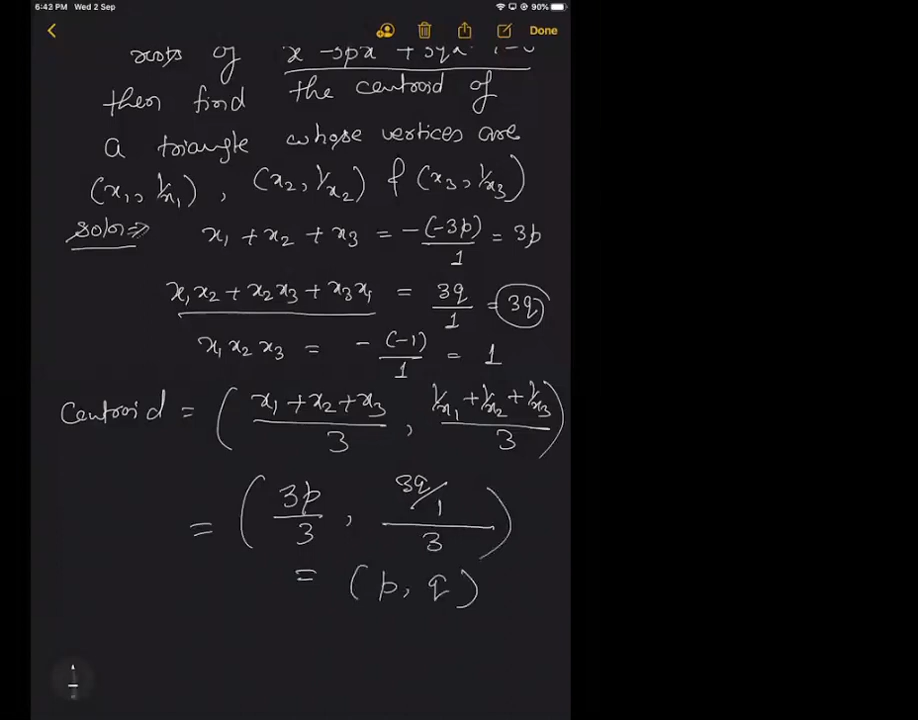 6:43 PM Wed 2 Sep 90%
Done
roots of x -3px + 3qx
then find the centroid of
a triangle whose vertices are
(x₁, 1/x₁), (x₂, 1/x₂) & (x₃, 1/x₃)
Soln⇒ x₁ + x₂ + x₃ = -(-3p)/1 = 3p
x₁x₂ + x₂x₃ + x₃x₁ = 3q/1 = 3q
x₁x₂x₃ = -(-1)/1 = 1
Centroid = ( (x₁+x₂+x₃)/3 , (1/x₁+1/x₂+1/x₃)/3 )
= ( 3p/3 , (3q/1)/3 )
= (p, q)